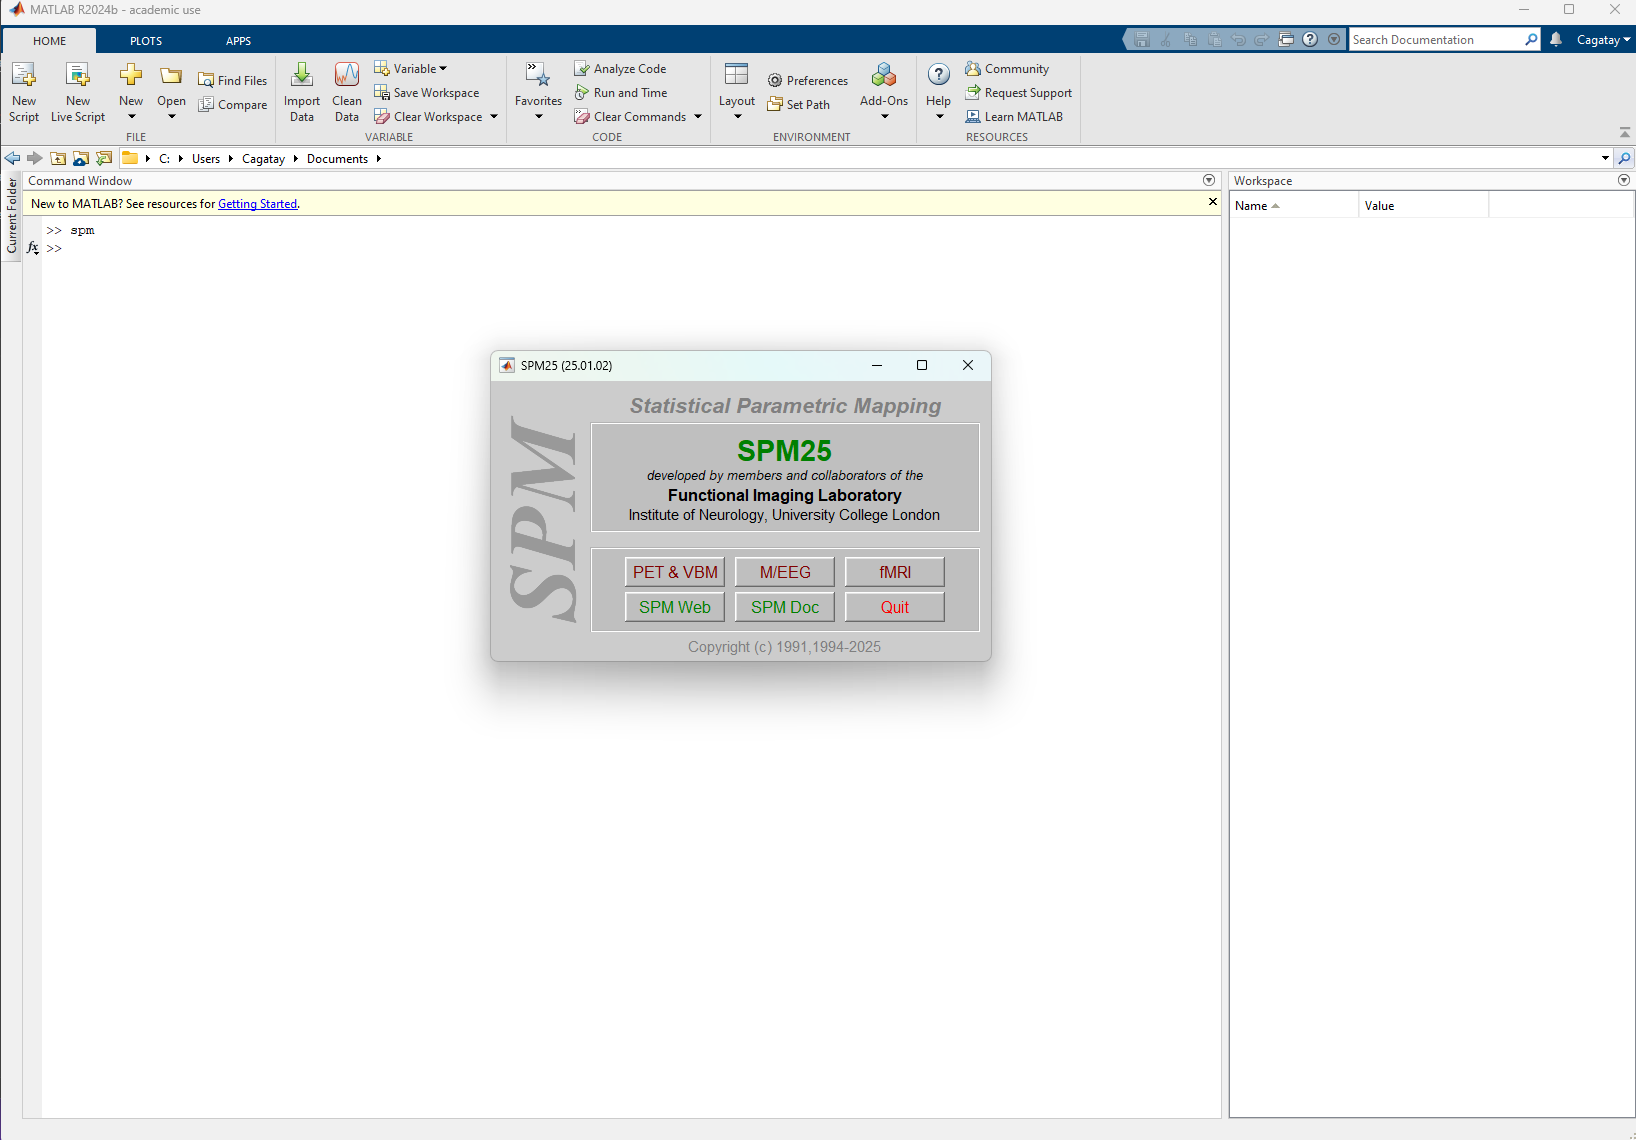 MATLAB R2024b - academic use
HOME PLOTS APPS
Search Documentation
Cagatay
New Script
New Live Script
New
Open
Find Files
Compare
FILE
Import Data
Clean Data
Variable
Save Workspace
Clear Workspace
VARIABLE
Favorites
Analyze Code
Run and Time
Clear Commands
CODE
Layout
Preferences
Set Path
Add-Ons
ENVIRONMENT
Help
Community
Request Support
Learn MATLAB
RESOURCES
C: Users Cagatay Documents
Current Folder
Command Window
New to MATLAB? See resources for Getting Started.
>> spm
fx >>
Workspace
Name Value
SPM25 (25.01.02)
SPM
Statistical Parametric Mapping
SPM25
developed by members and collaborators of the
Functional Imaging Laboratory
Institute of Neurology, University College London
PET & VBM M/EEG fMRI
SPM Web SPM Doc Quit
Copyright (c) 1991,1994-2025